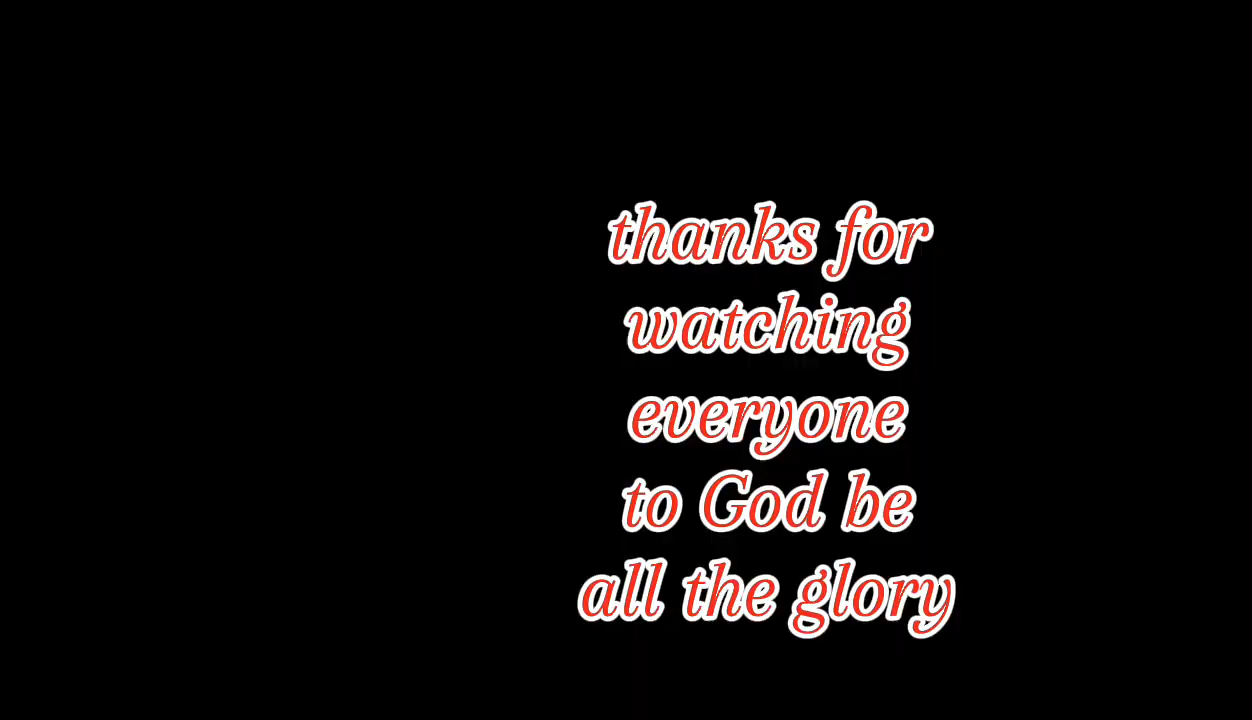 thanks for
watching
everyone
to God be
all the glory